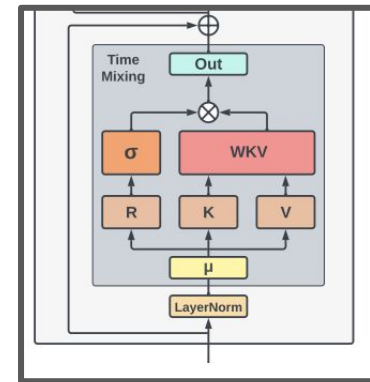 Time
Mixing
Out
σ
WKV
R
K
V
μ
LayerNorm